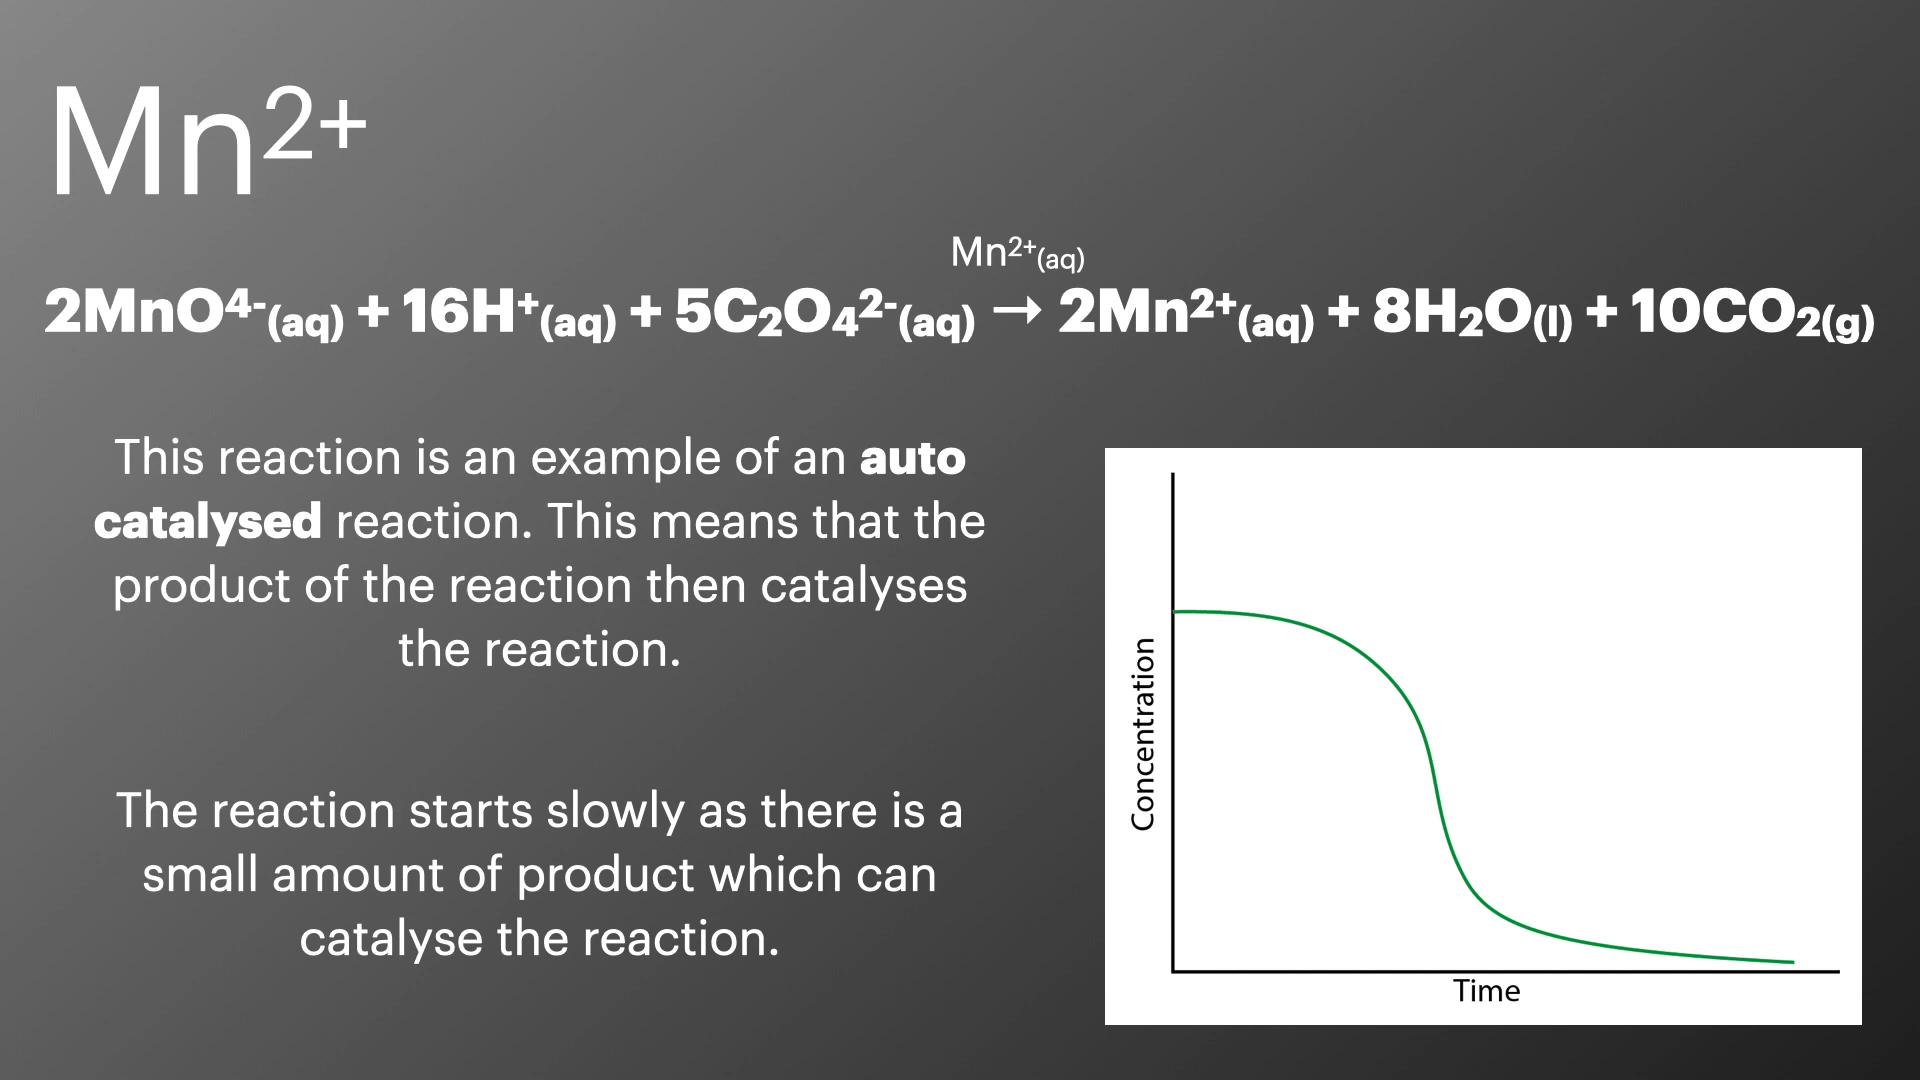 Mn²⁺
Mn²⁺₍aq₎
2MnO⁴⁻(aq) + 16H⁺(aq) + 5C₂O₄²⁻(aq) → 2Mn²⁺(aq) + 8H₂O(l) + 10CO₂(g)
This reaction is an example of an auto
catalysed reaction. This means that the
product of the reaction then catalyses
the reaction.
The reaction starts slowly as there is a
small amount of product which can
catalyse the reaction.
Concentration
Time